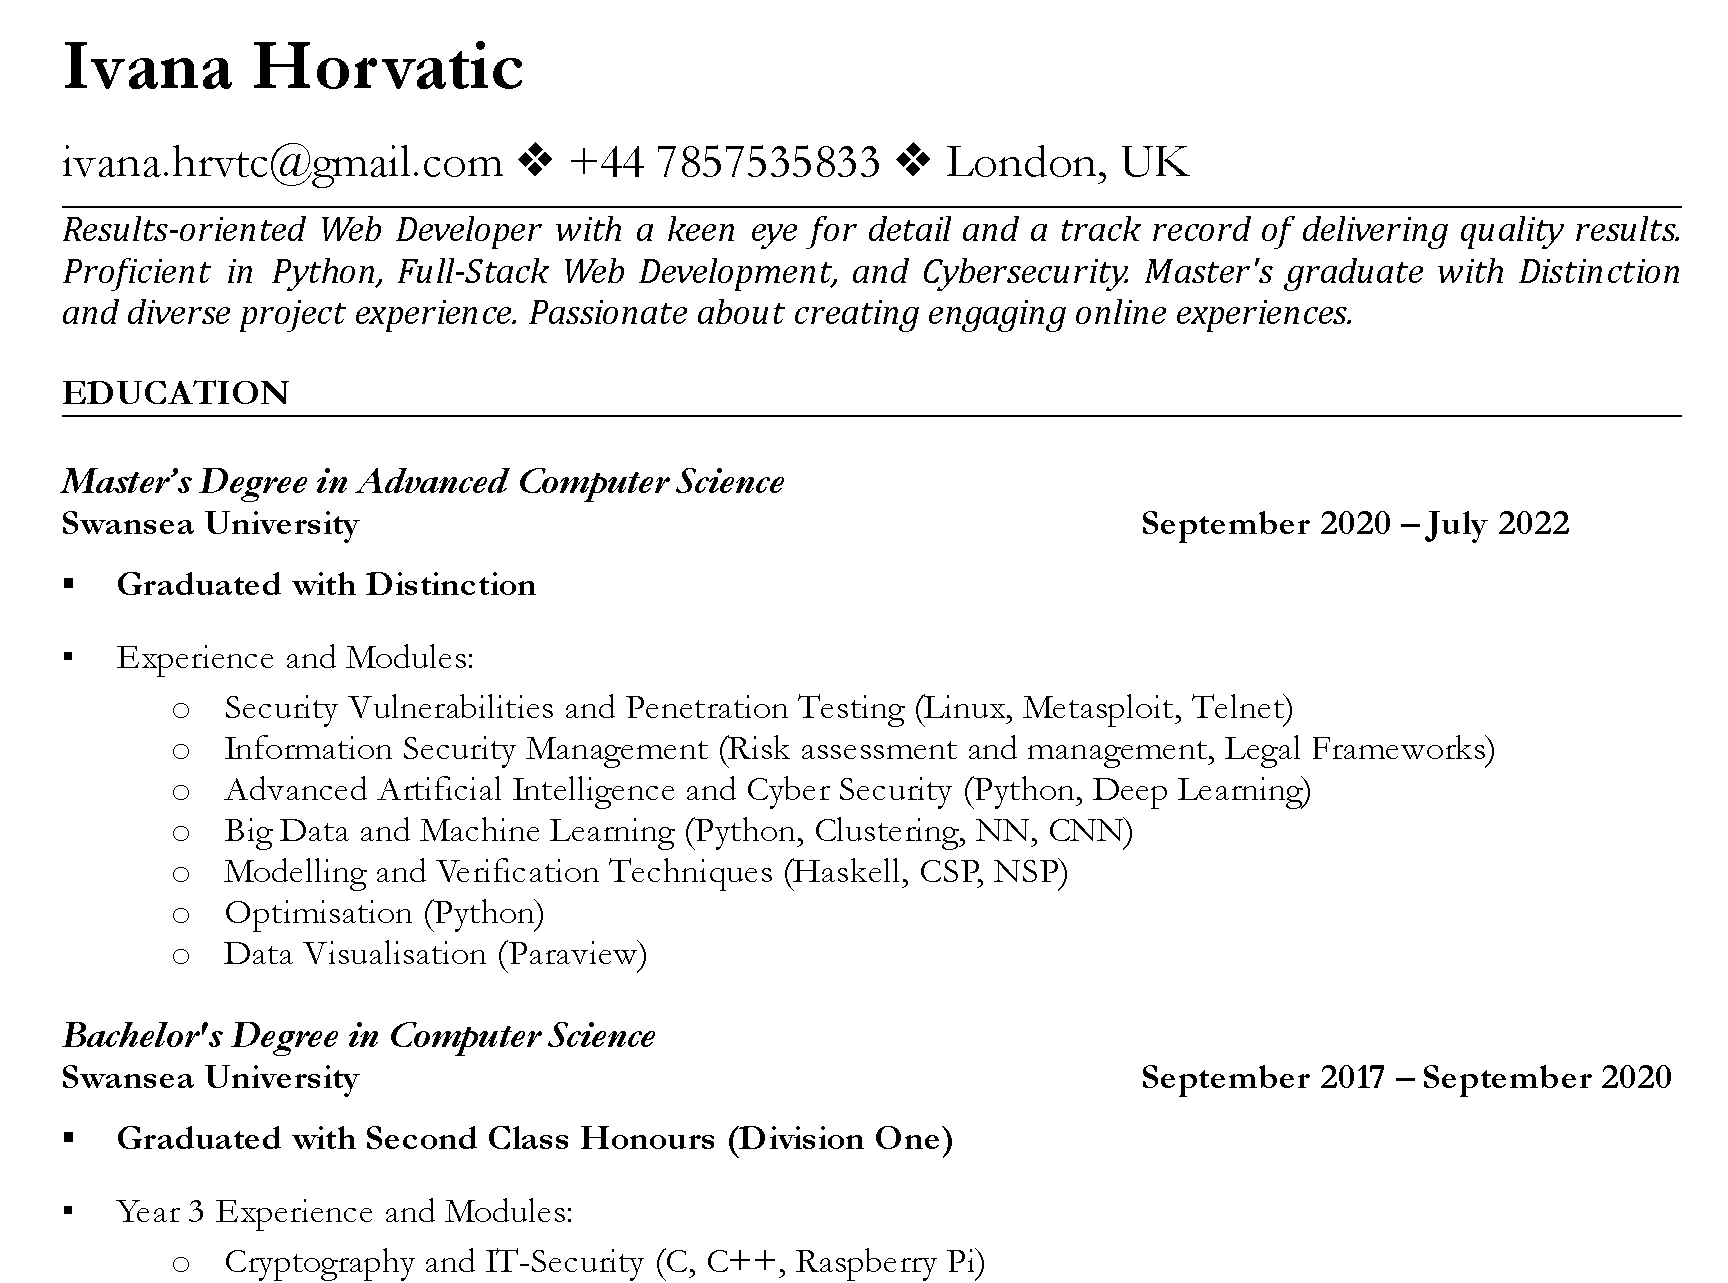 Ivana Horvatic
ivana.hrvtc@gmail.com ❖ +44 7857535833 ❖ London, UK
Results-oriented Web Developer with a keen eye for detail and a track record of delivering quality results.
Proficient in Python, Full-Stack Web Development, and Cybersecurity. Master's graduate with Distinction
and diverse project experience. Passionate about creating engaging online experiences.
EDUCATION
Master’s Degree in Advanced Computer Science
Swansea University September 2020 – July 2022
▪ Graduated with Distinction
▪ Experience and Modules:
o Security Vulnerabilities and Penetration Testing (Linux, Metasploit, Telnet)
o Information Security Management (Risk assessment and management, Legal Frameworks)
o Advanced Artificial Intelligence and Cyber Security (Python, Deep Learning)
o Big Data and Machine Learning (Python, Clustering, NN, CNN)
o Modelling and Verification Techniques (Haskell, CSP, NSP)
o Optimisation (Python)
o Data Visualisation (Paraview)
Bachelor's Degree in Computer Science
Swansea University September 2017 – September 2020
▪ Graduated with Second Class Honours (Division One)
▪ Year 3 Experience and Modules:
o Cryptography and IT-Security (C, C++, Raspberry Pi)